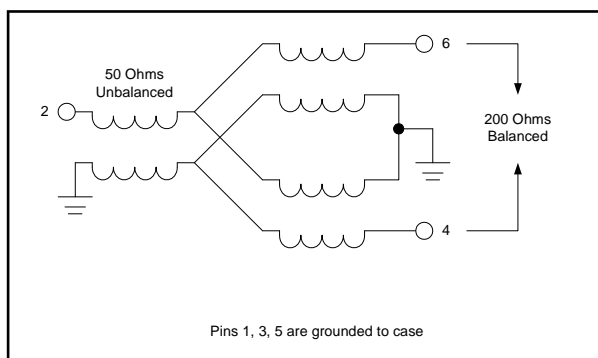 50 Ohms
Unbalanced
2
6
200 Ohms
Balanced
4
Pins 1, 3, 5 are grounded to case